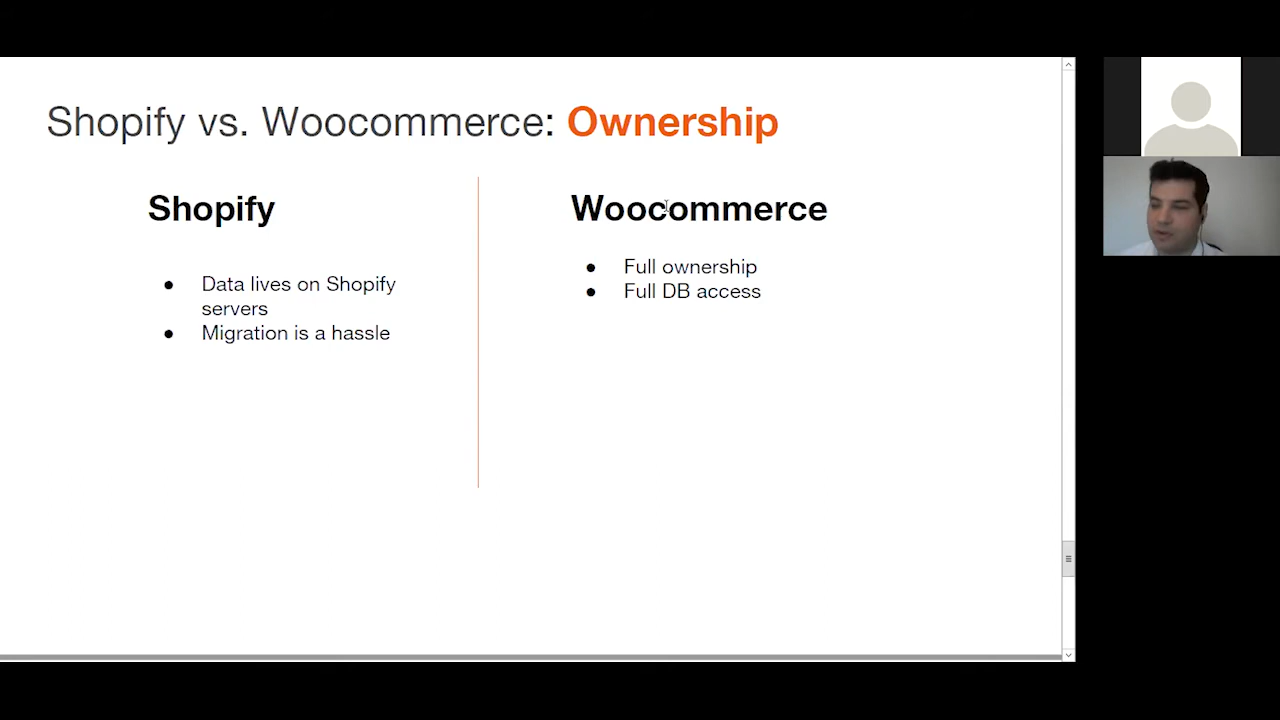 Shopify vs. Woocommerce: Ownership
Shopify
● Data lives on Shopify
servers
● Migration is a hassle
Woocommerce
● Full ownership
● Full DB access